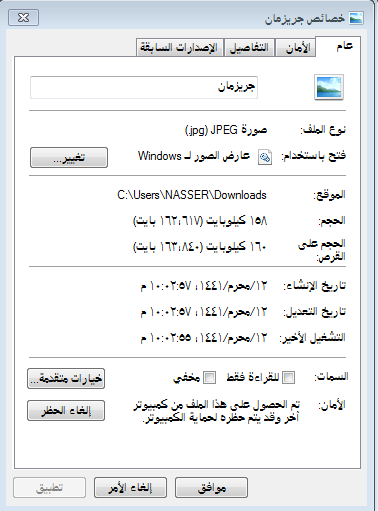 خصائص جريزمان
عام
الأمان
التفاصيل
الإصدارات السابقة
جريزمان
نوع الملف: صورة JPEG (.jpg)
فتح باستخدام: عارض الصور لـ Windows تغيير...
الموقع: C:\Users\NASSER\Downloads
الحجم: ١٥٨ كيلوبايت (١٦٢،٦١٧ بايت)
الحجم على القرص: ١٦٠ كيلوبايت (١٦٣،٨٤٠ بايت)
تاريخ الإنشاء: ١٢/محرم/١٤٤١، ١٠:٠٢:٥٧ م
تاريخ التعديل: ١٢/محرم/١٤٤١، ١٠:٠٢:٥٧ م
التشغيل الأخير: ١٢/محرم/١٤٤١، ١٠:٠٢:٥٥ م
السمات: للقراءة فقط مخفي خيارات متقدمة...
الأمان: تم الحصول على هذا الملف من كمبيوتر
آخر وقد يتم حظره لحماية الكمبيوتر.
إلغاء الحظر
موافق إلغاء الأمر تطبيق